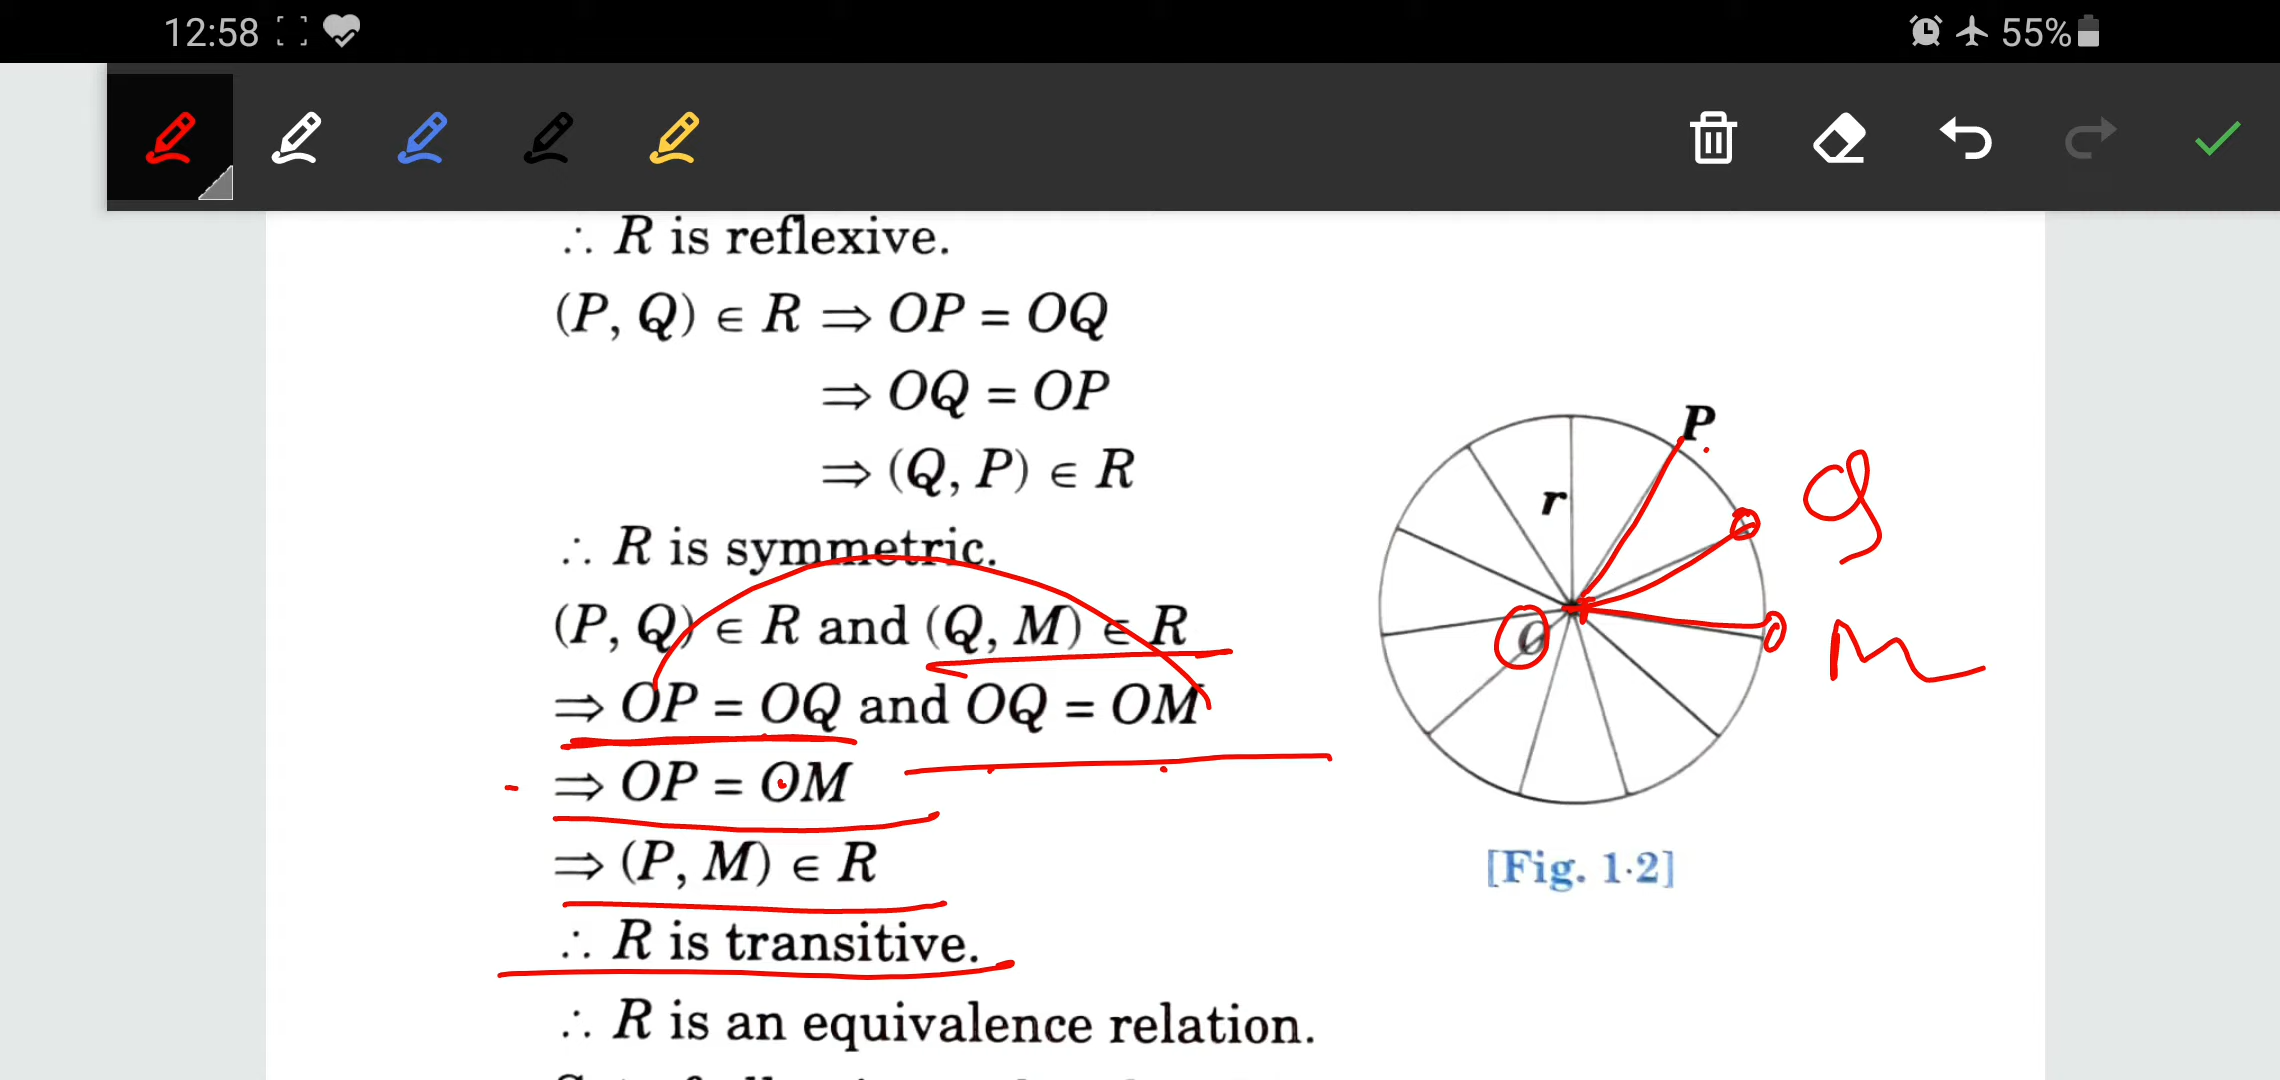 12:58
55%
∴ R is reflexive.
(P, Q) ∈ R ⇒ OP = OQ
⇒ OQ = OP
⇒ (Q, P) ∈ R
∴ R is symmetric.
(P, Q) ∈ R and (Q, M) ∈ R
⇒ OP = OQ and OQ = OM
⇒ OP = OM
⇒ (P, M) ∈ R
∴ R is transitive.
∴ R is an equivalence relation.
P
r
Q
O
M
[Fig. 1·2]